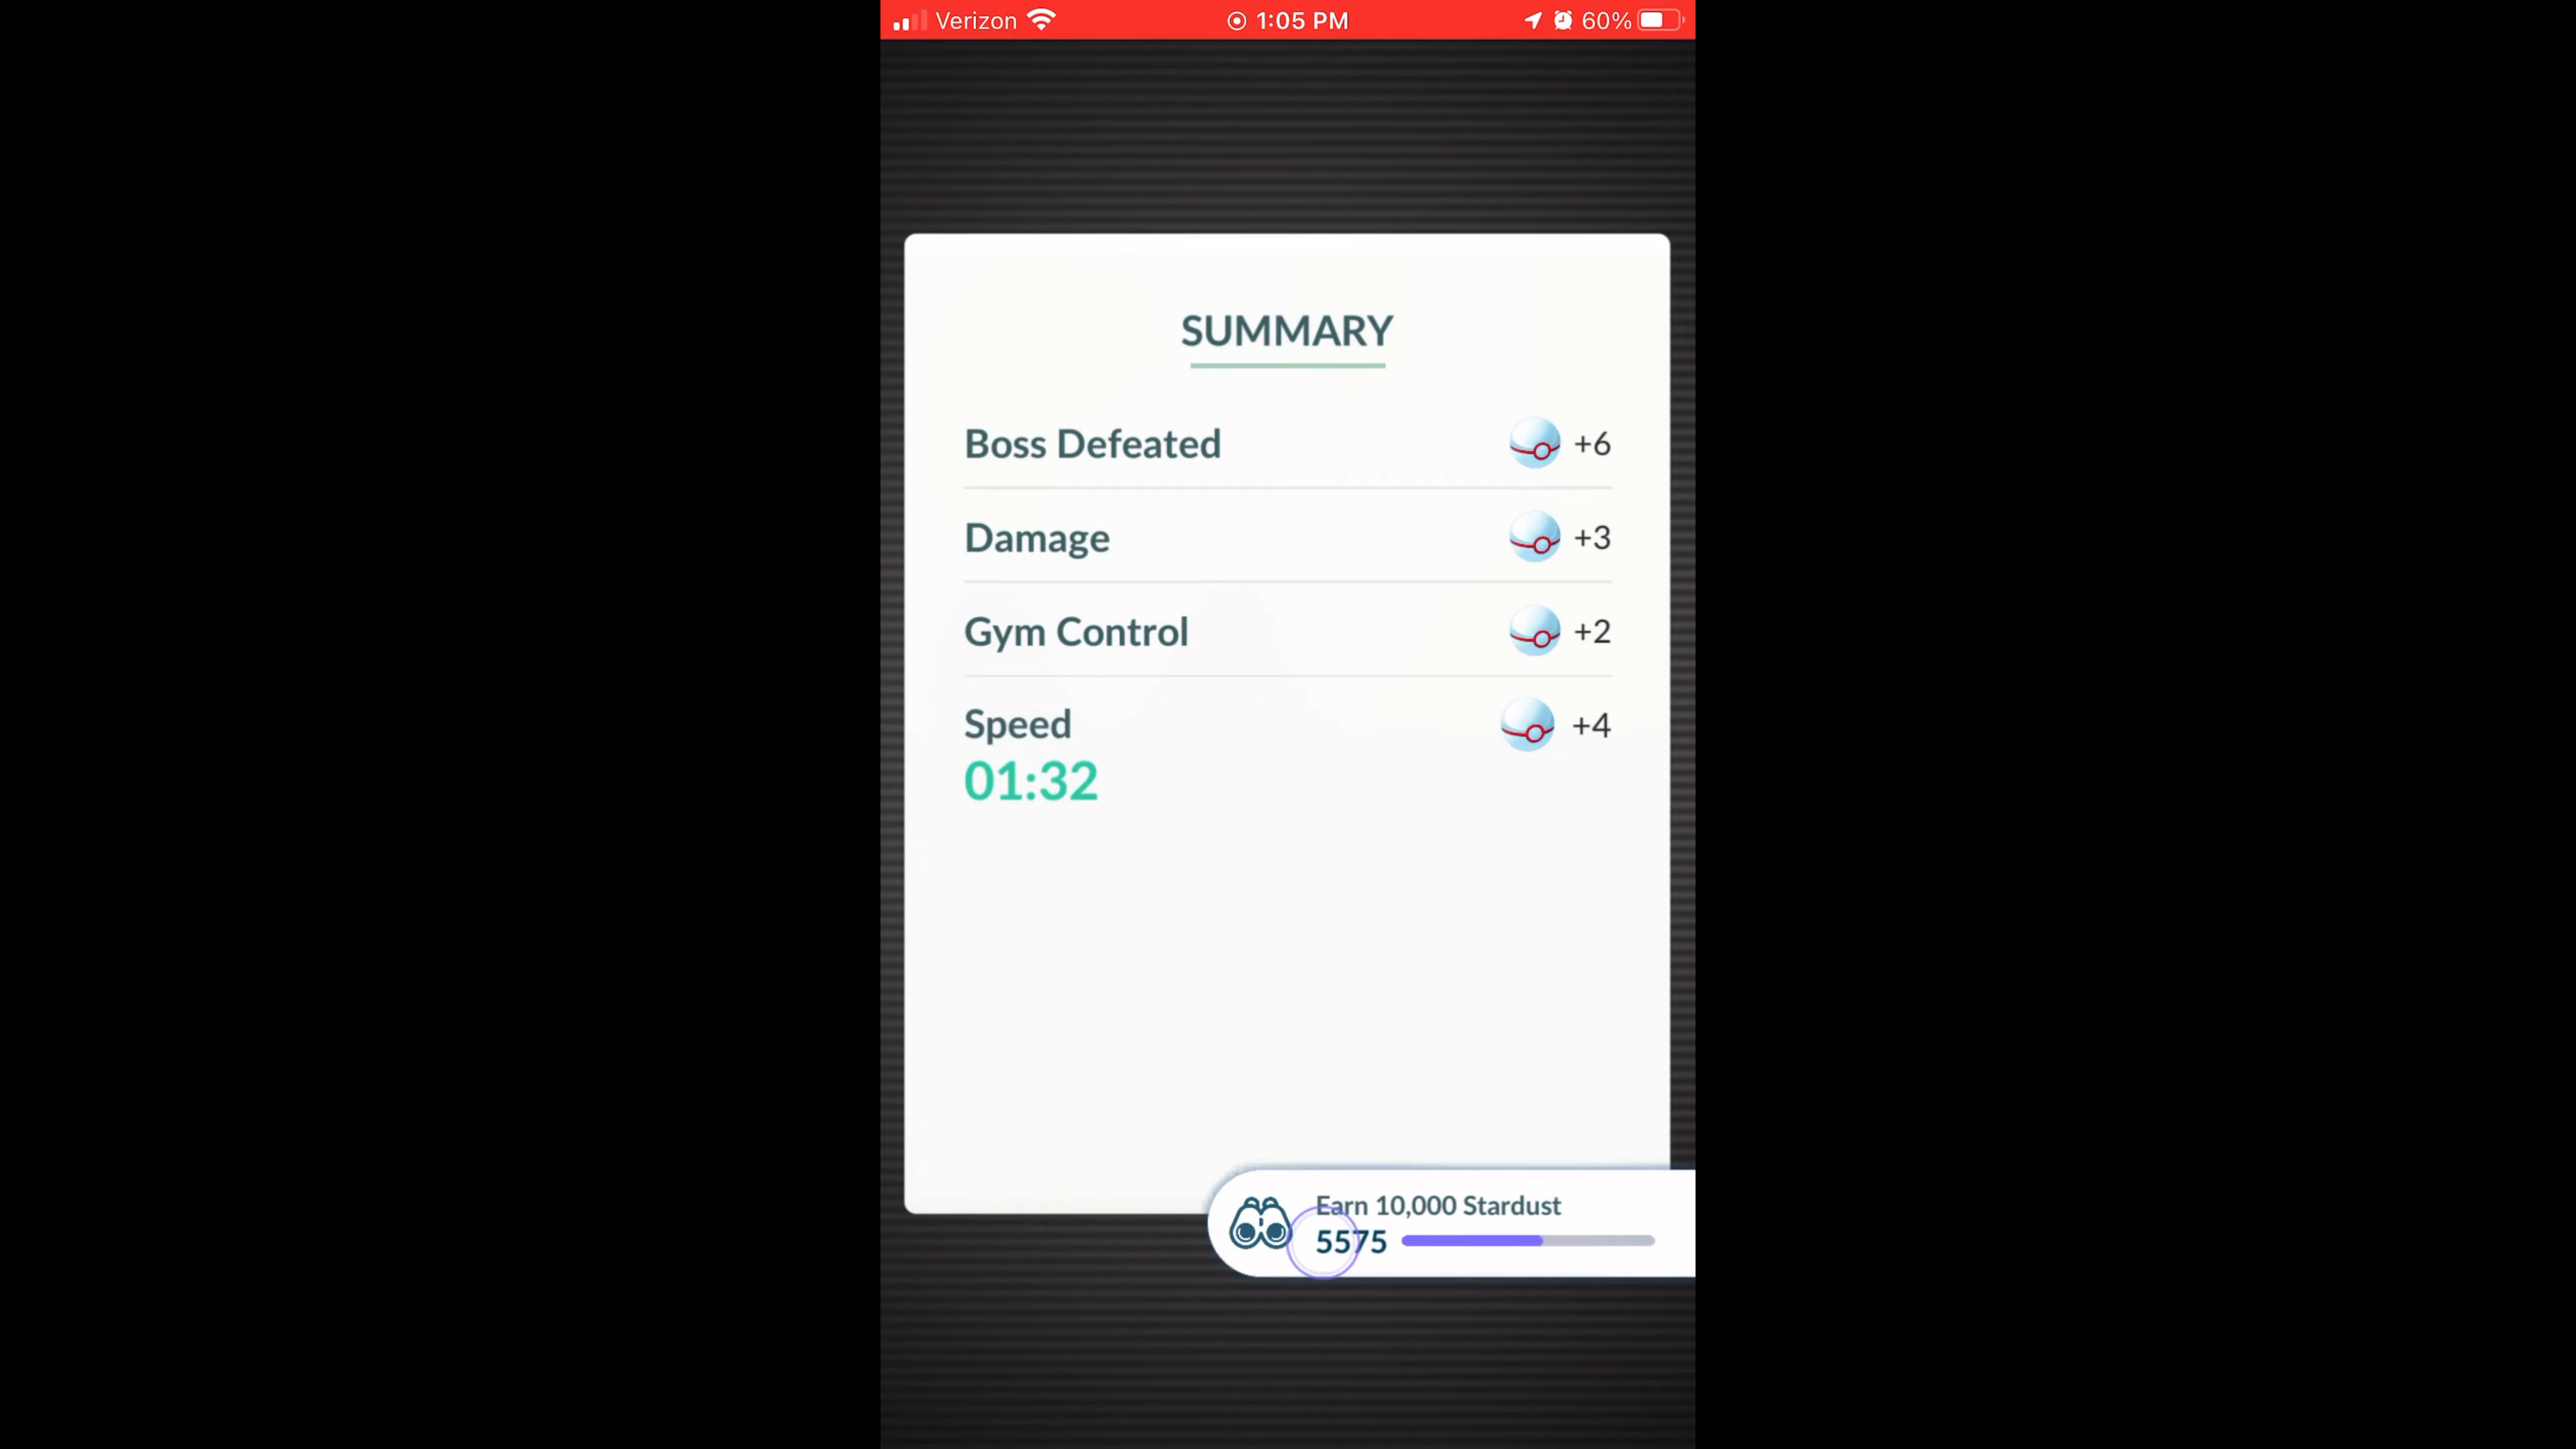 Verizon 1:05 PM 60%
SUMMARY
Boss Defeated +6
Damage +3
Gym Control +2
Speed +4
01:32
Earn 10,000 Stardust
5575